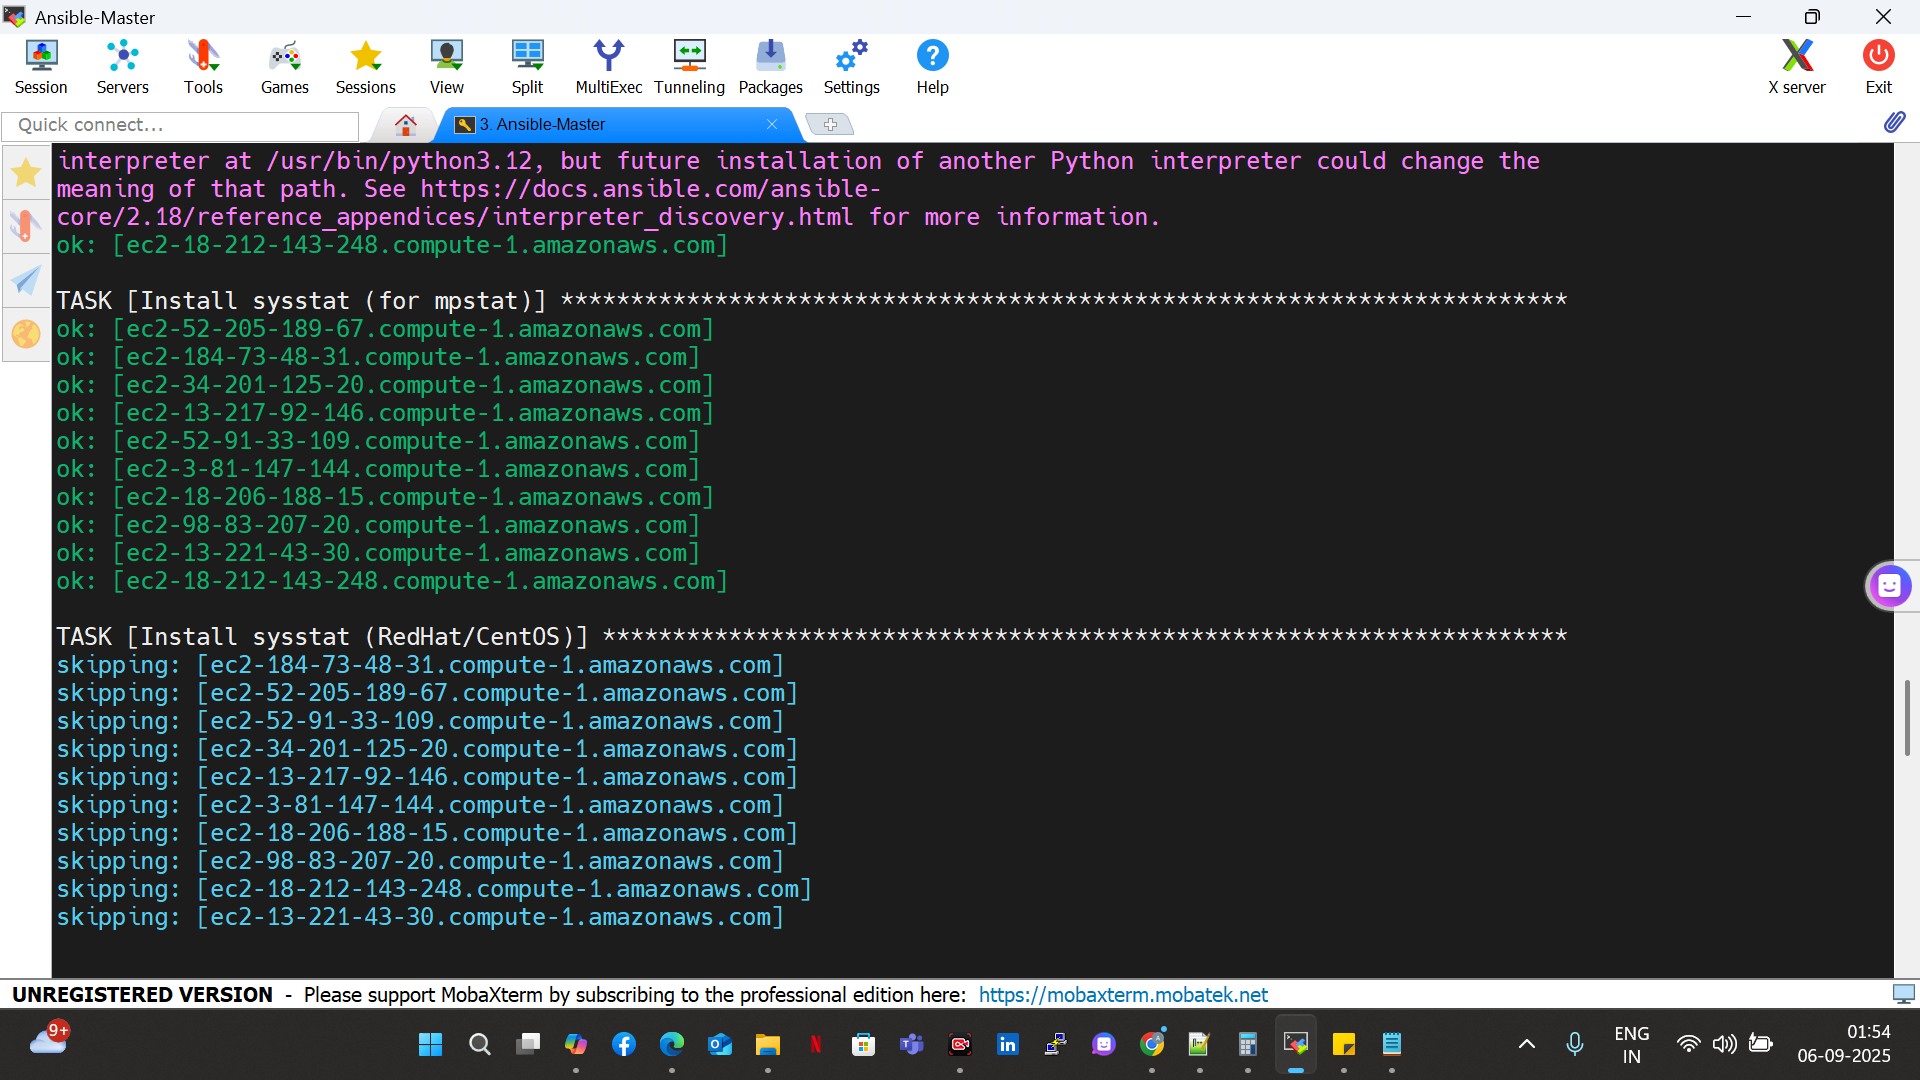 Ansible-Master
Session Servers Tools Games Sessions View Split MultiExec Tunneling Packages Settings Help X server Exit
Quick connect...
3. Ansible-Master
interpreter at /usr/bin/python3.12, but future installation of another Python interpreter could change the
meaning of that path. See https://docs.ansible.com/ansible-
core/2.18/reference_appendices/interpreter_discovery.html for more information.
ok: [ec2-18-212-143-248.compute-1.amazonaws.com]
TASK [Install sysstat (for mpstat)] ************************************************************************
ok: [ec2-52-205-189-67.compute-1.amazonaws.com]
ok: [ec2-184-73-48-31.compute-1.amazonaws.com]
ok: [ec2-34-201-125-20.compute-1.amazonaws.com]
ok: [ec2-13-217-92-146.compute-1.amazonaws.com]
ok: [ec2-52-91-33-109.compute-1.amazonaws.com]
ok: [ec2-3-81-147-144.compute-1.amazonaws.com]
ok: [ec2-18-206-188-15.compute-1.amazonaws.com]
ok: [ec2-98-83-207-20.compute-1.amazonaws.com]
ok: [ec2-13-221-43-30.compute-1.amazonaws.com]
ok: [ec2-18-212-143-248.compute-1.amazonaws.com]
TASK [Install sysstat (RedHat/CentOS)] *********************************************************************
skipping: [ec2-184-73-48-31.compute-1.amazonaws.com]
skipping: [ec2-52-205-189-67.compute-1.amazonaws.com]
skipping: [ec2-52-91-33-109.compute-1.amazonaws.com]
skipping: [ec2-34-201-125-20.compute-1.amazonaws.com]
skipping: [ec2-13-217-92-146.compute-1.amazonaws.com]
skipping: [ec2-3-81-147-144.compute-1.amazonaws.com]
skipping: [ec2-18-206-188-15.compute-1.amazonaws.com]
skipping: [ec2-98-83-207-20.compute-1.amazonaws.com]
skipping: [ec2-18-212-143-248.compute-1.amazonaws.com]
skipping: [ec2-13-221-43-30.compute-1.amazonaws.com]
UNREGISTERED VERSION - Please support MobaXterm by subscribing to the professional edition here: https://mobaxterm.mobatek.net
9+
ENG
IN
01:54
06-09-2025